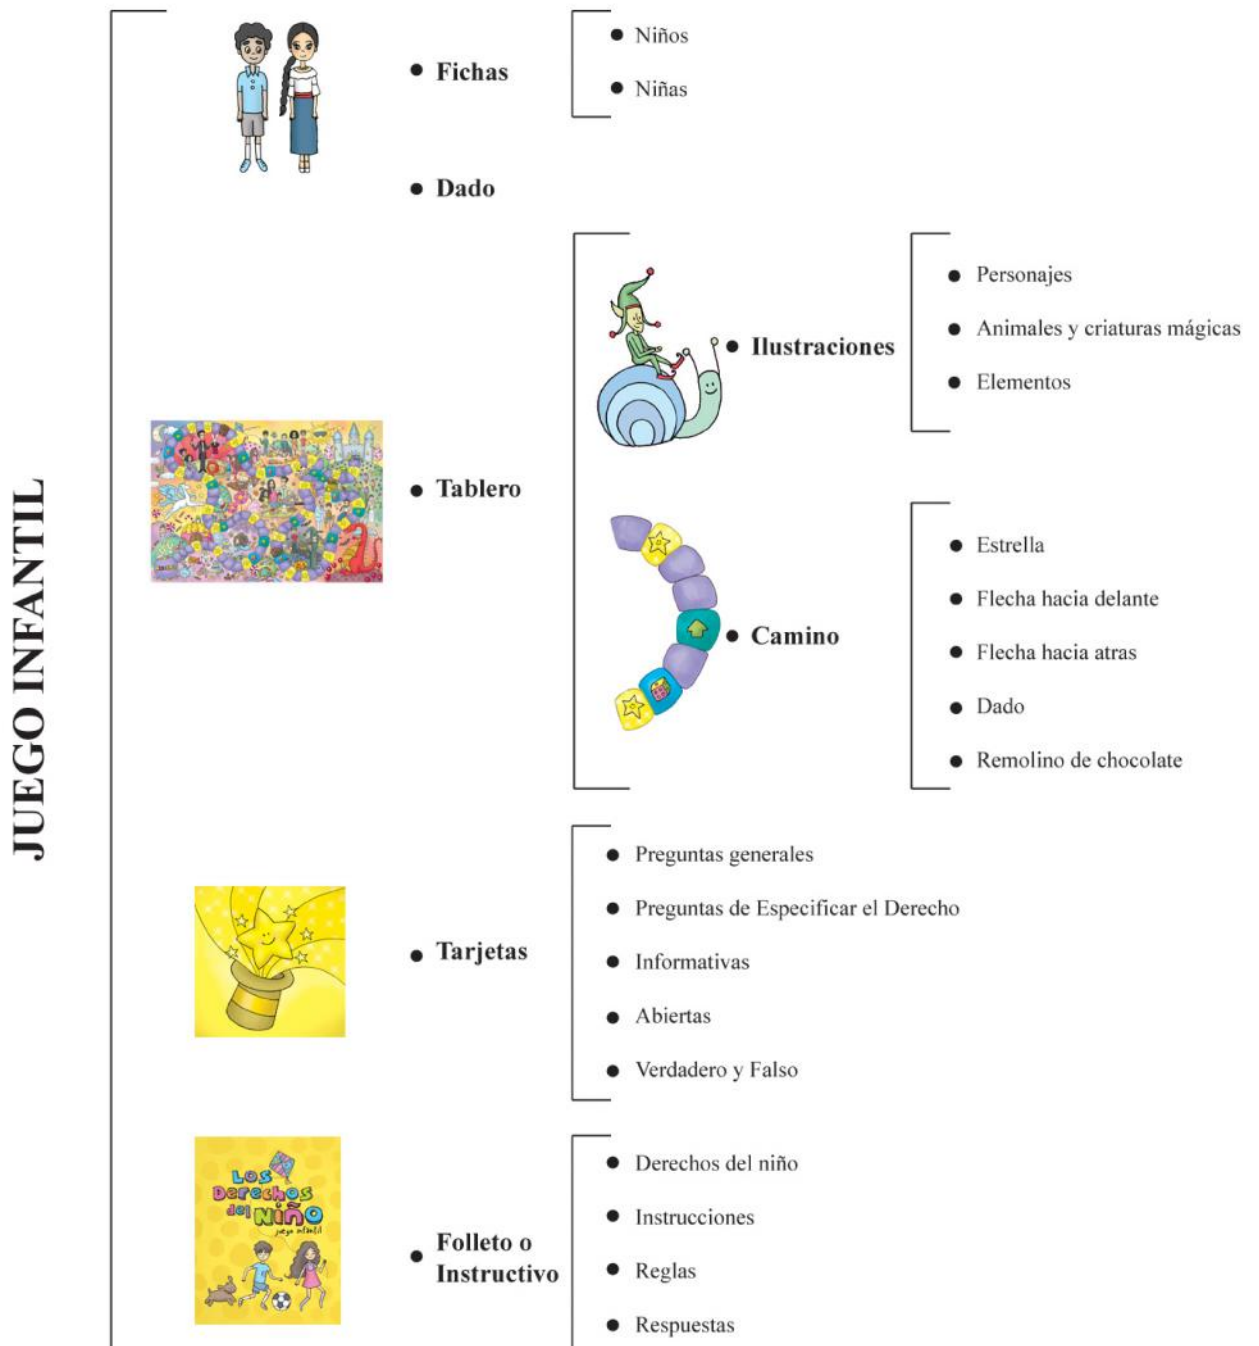 JUEGO INFANTIL
Fichas
Niños
Niñas
Dado
Tablero
Ilustraciones
Personajes
Animales y criaturas mágicas
Elementos
Camino
Estrella
Flecha hacia delante
Flecha hacia atras
Dado
Remolino de chocolate
Tarjetas
Preguntas generales
Preguntas de Especificar el Derecho
Informativas
Abiertas
Verdadero y Falso
Los
Derechos
del Niño
juego infantil
Folleto o
Instructivo
Derechos del niño
Instrucciones
Reglas
Respuestas